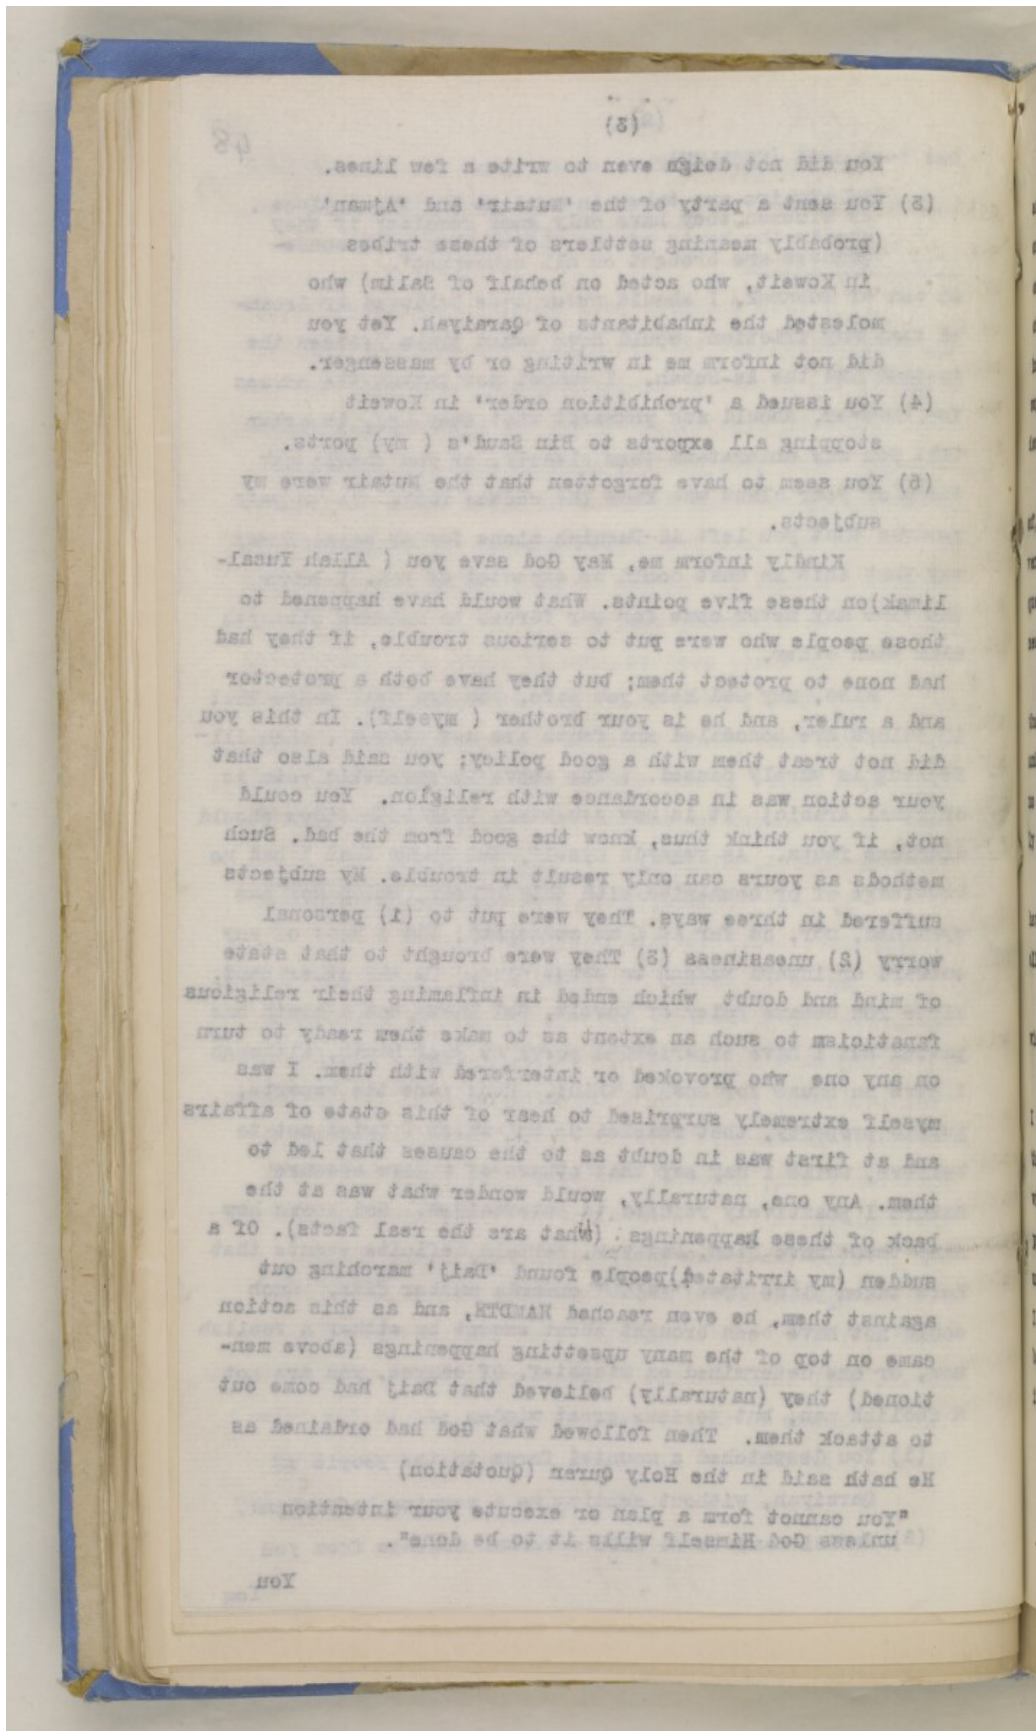 (3)
48
You did not deign even to write a few lines.
(3) You sent a party of the 'Mutair' and 'Ajman'
(probably meaning settlers of these tribes
in Koweit, who acted on behalf of Salim) who
molested the inhabitants of Qaraiyah. Yet you
did not inform me in writing or by massenger.
(4) You issued a 'prohibition order' in Koweit
stopping all exports to Bin Saud's ( my) ports.
(5) You seem to have forgotten that the Mutair were my
subjects.
Kindly inform me, May God save you ( Allah Yusal-
limak)on these five points. What would have happened to
those people who were put to serious trouble, if they had
had none to protect them; but they have both a protector
and a ruler, and he is your brother ( myself). In this you
did not treat them with a good policy; you said also that
your action was in accordance with religion. You could
not, if you think thus, know the good from the bad. Such
methods as yours can only result in trouble. My subjects
suffered in three ways. They were put to (1) personal
worry (2) uneasiness (3) They were brought to that state
of mind and doubt which ended in inflaming their religious
fanaticism to such an extent as to make them ready to turn
on any one who provoked or interfered with them. I was
myself extremely surprised to hear of this state of affairs
and at first was in doubt as to the causes that led to
them. Any one, naturally, would wonder what was at the
back of these happenings (What are the real facts). Of a
sudden (my irritated)people found 'Daij' marching out
against them, he even reached HAMDTH, and as this action
came on top of the many upsetting happenings (above men-
tioned) they (naturally) believed that Daij had come out
to attack them. Then followed what God had ordained as
He hath said in the Holy Quran (Quotation)
"You cannot form a plan or execute your intention
unless God Himself wills it to be done".
You